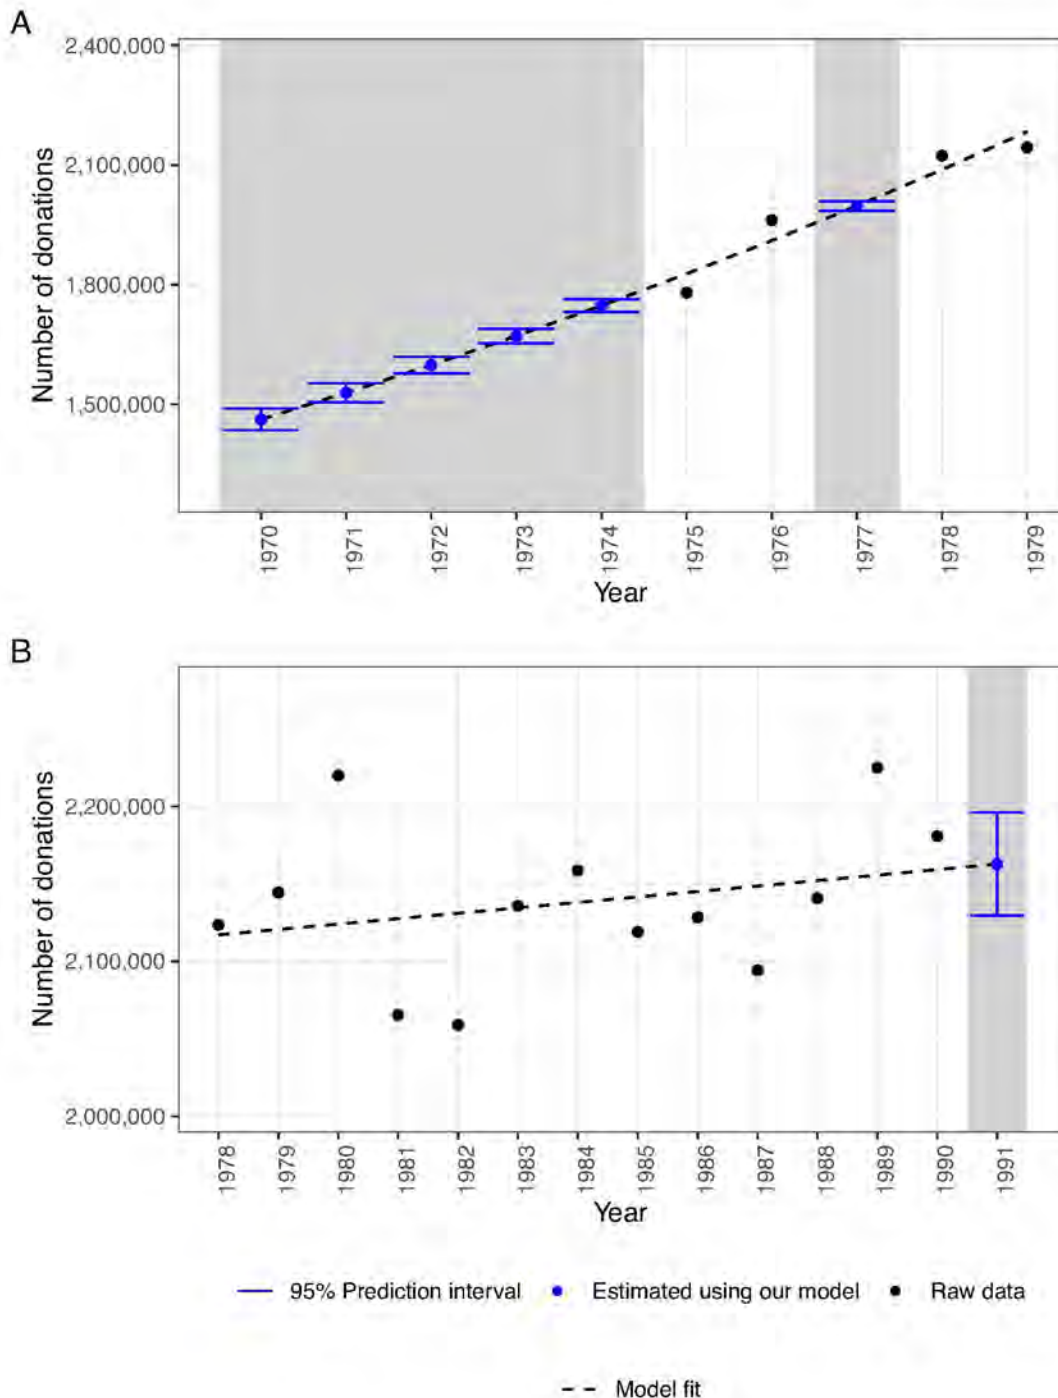 A
2,400,000
2,100,000
1,800,000
1,500,000
Number of donations
1970 1971 1972 1973 1974 1975 1976 1977 1978 1979
Year
B
2,200,000
2,100,000
2,000,000
Number of donations
1978 1979 1980 1981 1982 1983 1984 1985 1986 1987 1988 1989 1990 1991
Year
95% Prediction interval Estimated using our model Raw data
Model fit